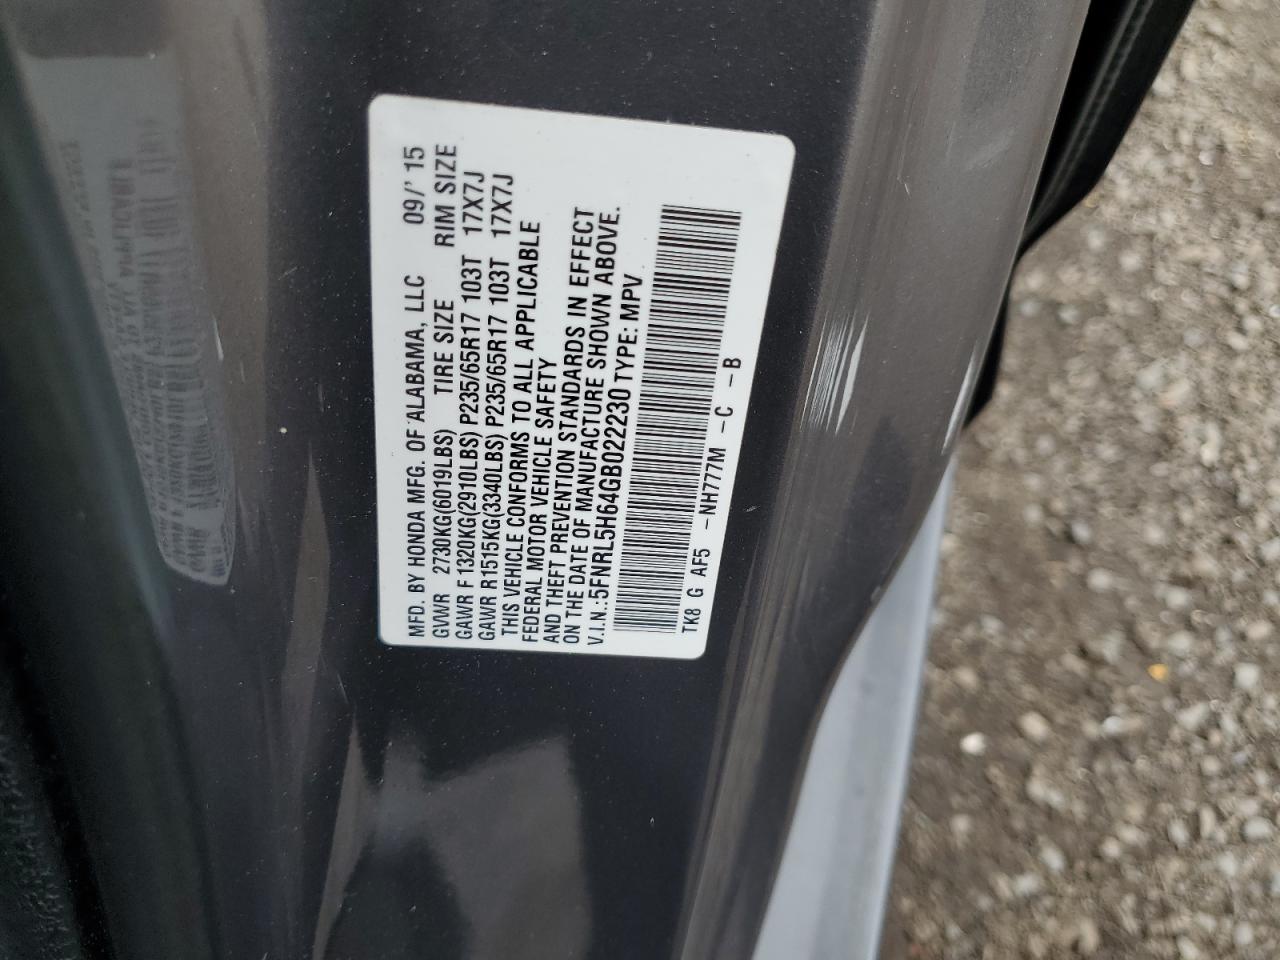 MFD. BY HONDA MFG. OF ALABAMA, LLC 09/' 15
GVWR 2730KG(6019LBS) TIRE SIZE RIM SIZE
GAWR F 1320KG(2910LBS) P235/65R17 103T 17X7J
GAWR R1515KG(3340LBS) P235/65R17 103T 17X7J
THIS VEHICLE CONFORMS TO ALL APPLICABLE
FEDERAL MOTOR VEHICLE SAFETY
AND THEFT PREVENTION STANDARDS IN EFFECT
ON THE DATE OF MANUFACTURE SHOWN ABOVE.
V.I.N.:5FNRL5H64GB022230 TYPE: MPV
TK8 G AF5 -NH777M -C -B